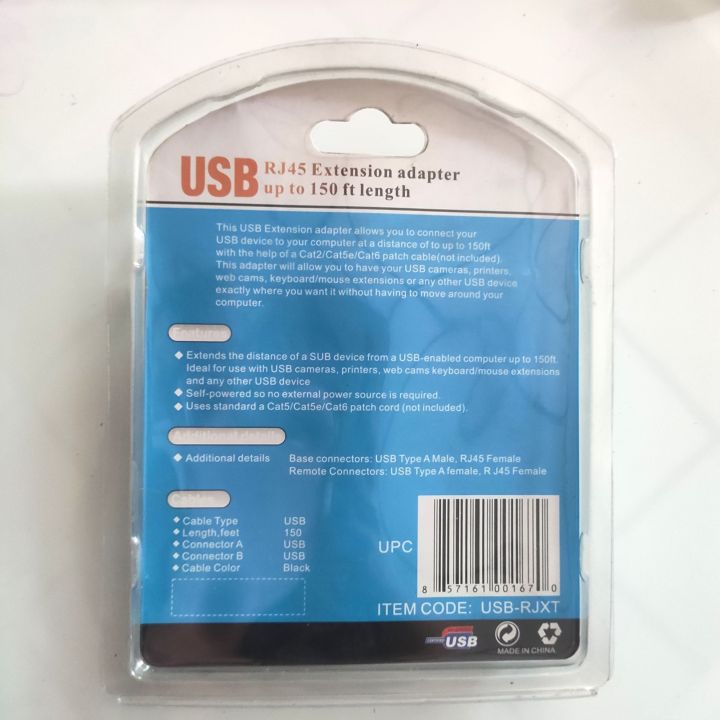 USB RJ45 Extension adapter
up to 150 ft length
This USB Extension adapter allows you to connect your
USB device to your computer at a distance of to up to 150ft
with the help of a Cat2/Cat5e/Cat6 patch cable(not included).
This adapter will allow you to have your USB cameras, printers,
web cams, keyboard/mouse extensions or any other USB device
exactly where you want it without having to move around your
computer.
Features
Extends the distance of a SUB device from a USB-enabled computer up to 150ft.
Ideal for use with USB cameras, printers, web cams keyboard/mouse extensions
and any other USB device
Self-powered so no external power source is required.
Uses standard a Cat5/Cat5e/Cat6 patch cord (not included).
Additional details
Additional details Base connectors: USB Type A Male, RJ45 Female
Remote Connectors: USB Type A female, R J45 Female
Cables
Cable Type USB
Length,feet 150
Connector A USB
Connector B USB
Cable Color Black
UPC
8 57161 00167 0
ITEM CODE: USB-RJXT
CERTIFIED USB
MADE IN CHINA